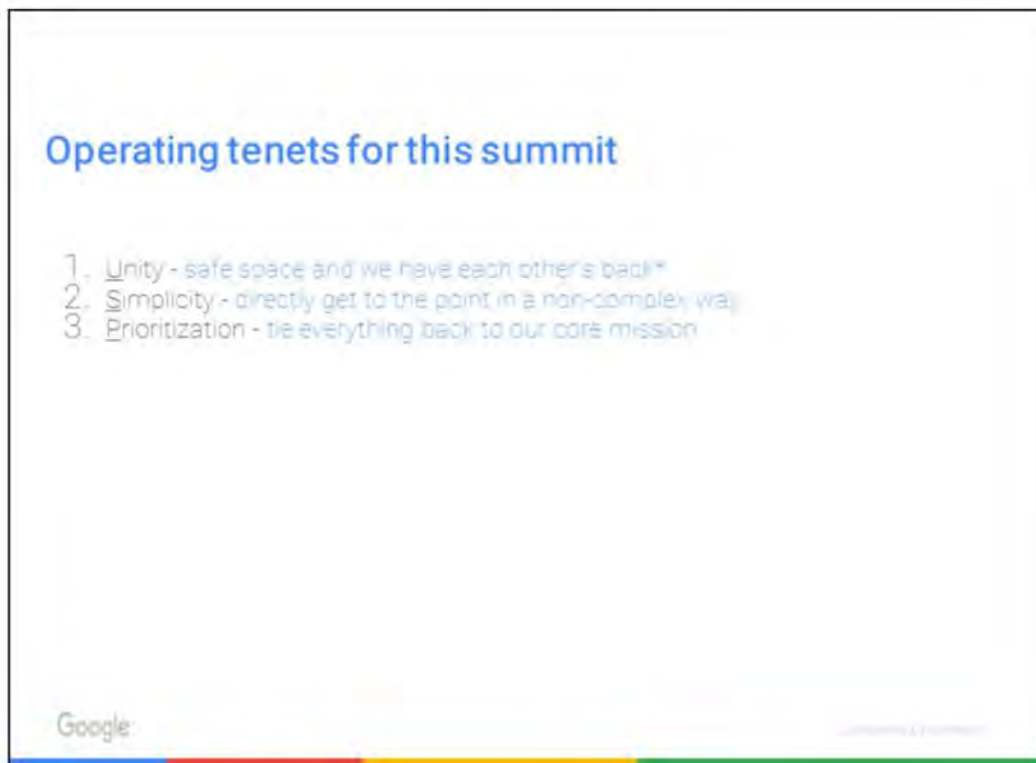 Operating tenets for this summit
1. Unity - safe space and we have each other's back*
2. Simplicity - directly get to the point in a non-complex way
3. Prioritization - tie everything back to our core mission
Google